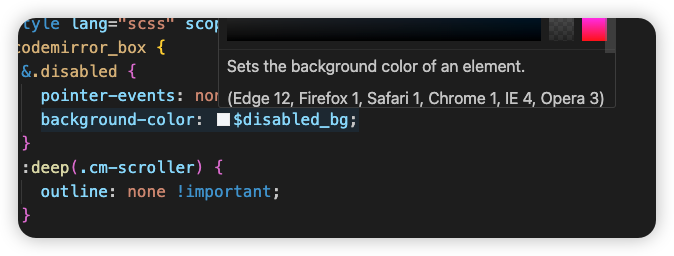 tyle lang="scss" scop
codemirror_box {
&.disabled {
Sets the background color of an element.
pointer-events: non
(Edge 12, Firefox 1, Safari 1, Chrome 1, IE 4, Opera 3)
background-color: $disabled_bg;
}
:deep(.cm-scroller) {
outline: none !important;
}